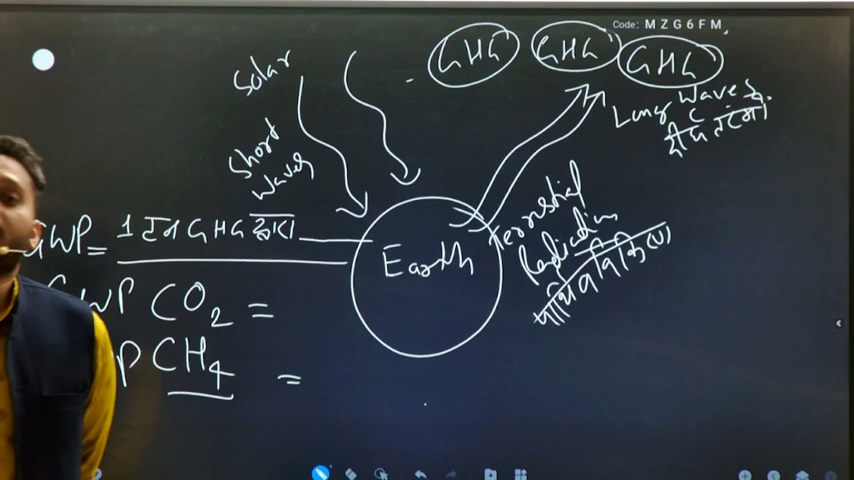 Code: M Z G 6 F M
GHG GHG GHG
Solar
Short
waves
Long Waves
दीर्घ तरंगे
Terrestrial
Radiation
पार्थिव विकिरण
GWP = 1 टन GHG द्वारा
Earth
GWP CO₂ =
P CH₄ =